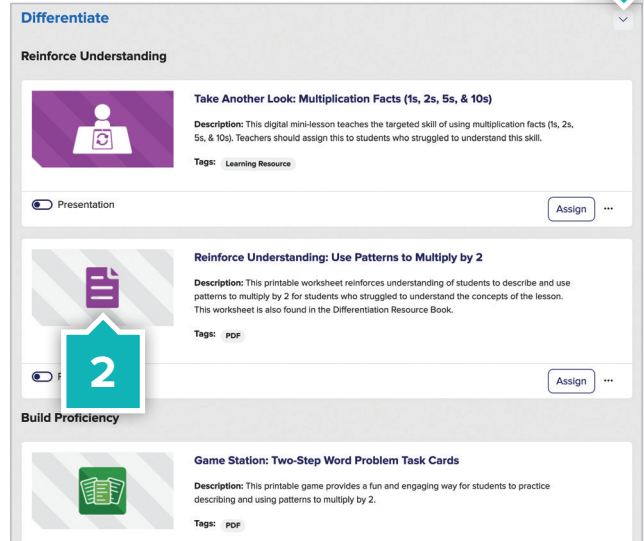 Differentiate
Reinforce Understanding
Take Another Look: Multiplication Facts (1s, 2s, 5s, & 10s)
Description: This digital mini-lesson teaches the targeted skill of using multiplication facts (1s, 2s,
5s, & 10s). Teachers should assign this to students who struggled to understand this skill.
Tags: Learning Resource
Presentation
Assign ...
Reinforce Understanding: Use Patterns to Multiply by 2
Description: This printable worksheet reinforces understanding of students to describe and use
patterns to multiply by 2 for students who struggled to understand the concepts of the lesson.
This worksheet is also found in the Differentiation Resource Book.
Tags: PDF
2
Assign ...
Build Proficiency
Game Station: Two-Step Word Problem Task Cards
Description: This printable game provides a fun and engaging way for students to practice
describing and using patterns to multiply by 2.
Tags: PDF